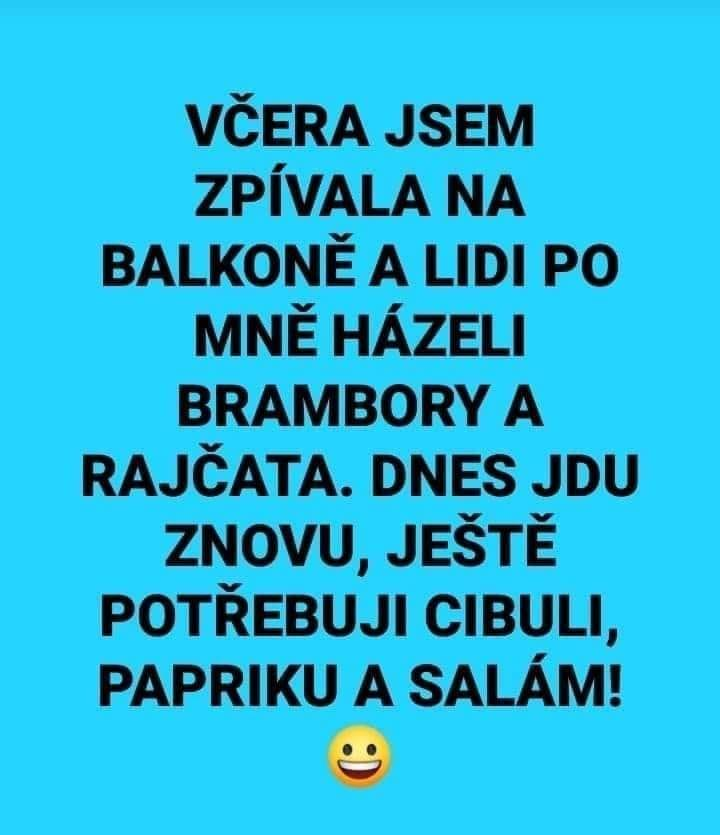 VČERA JSEM
ZPÍVALA NA
BALKONĚ A LIDI PO
MNĚ HÁZELI
BRAMBORY A
RAJČATA. DNES JDU
ZNOVU, JEŠTĚ
POTŘEBUJI CIBULI,
PAPRIKU A SALÁM!
😀